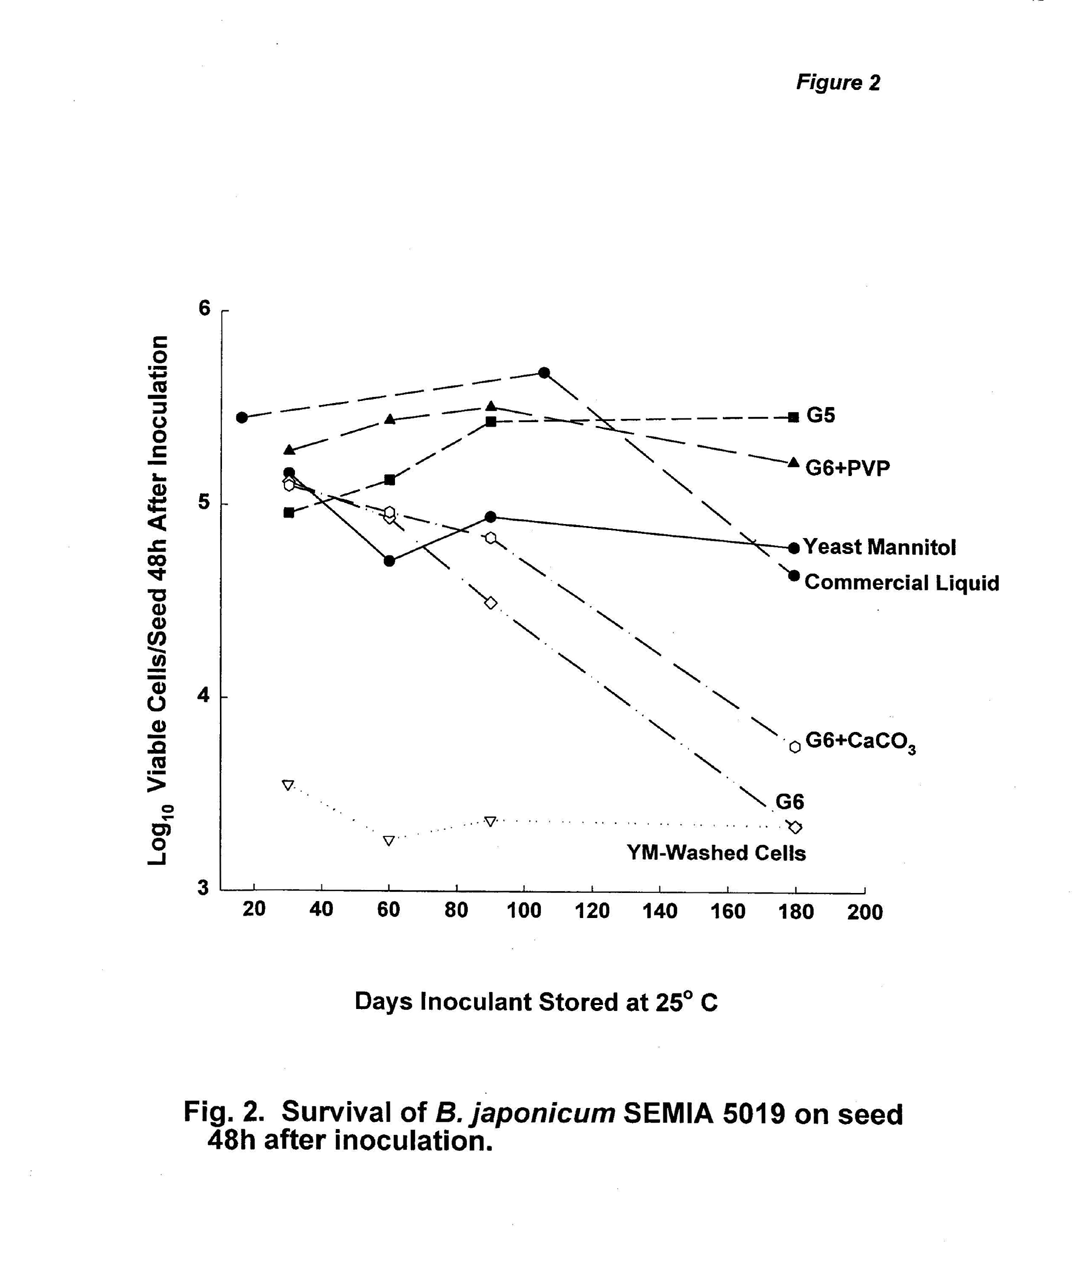 Figure 2
6
5
4
3
Log10 Viable Cells/Seed 48h After Inoculation
G5
G6+PVP
Yeast Mannitol
Commercial Liquid
G6+CaCO3
G6
YM-Washed Cells
20 40 60 80 100 120 140 160 180 200
Days Inoculant Stored at 25° C
Fig. 2. Survival of B. japonicum SEMIA 5019 on seed
48h after inoculation.